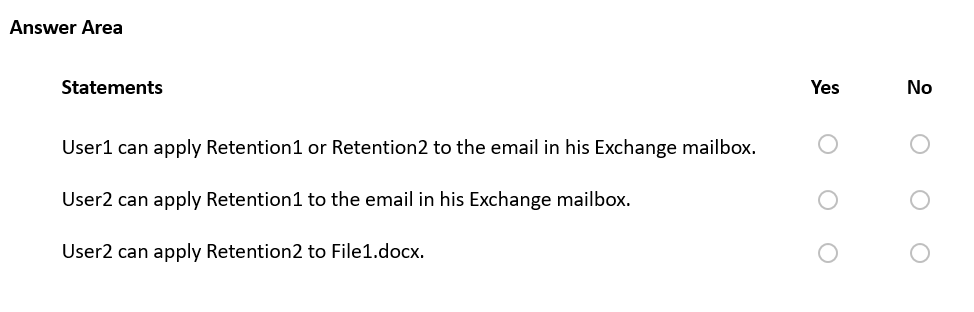 Answer Area
Statements Yes No
User1 can apply Retention1 or Retention2 to the email in his Exchange mailbox.
User2 can apply Retention1 to the email in his Exchange mailbox.
User2 can apply Retention2 to File1.docx.